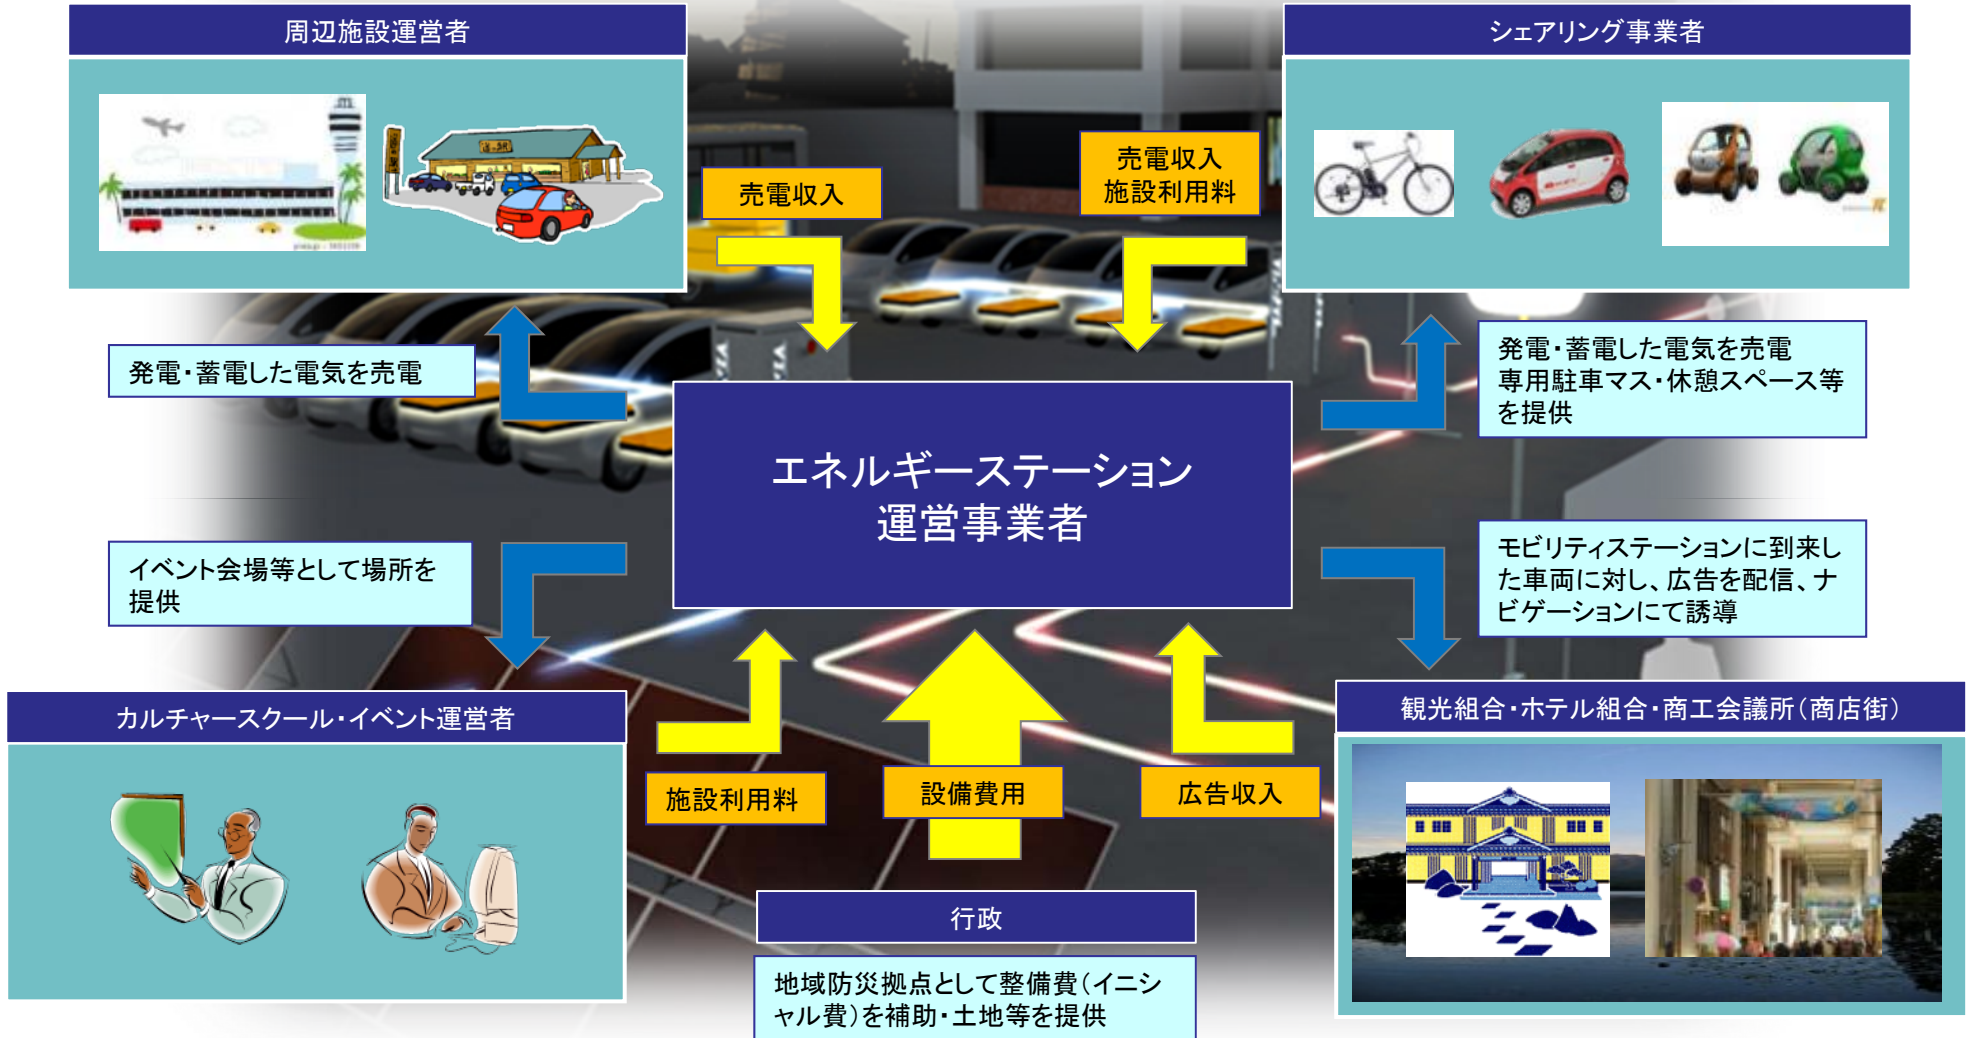 周辺施設運営者
シェアリング事業者
道の駅
売電収入
売電収入
施設利用料
発電・蓄電した電気を売電
発電・蓄電した電気を売電
専用駐車マス・休憩スペース等
を提供
エネルギーステーション
運営事業者
イベント会場等として場所を
提供
モビリティステーションに到来し
た車両に対し、広告を配信、ナ
ビゲーションにて誘導
カルチャースクール・イベント運営者
観光組合・ホテル組合・商工会議所（商店街）
施設利用料
設備費用
広告収入
行政
地域防災拠点として整備費（イニシ
ャル費）を補助・土地等を提供